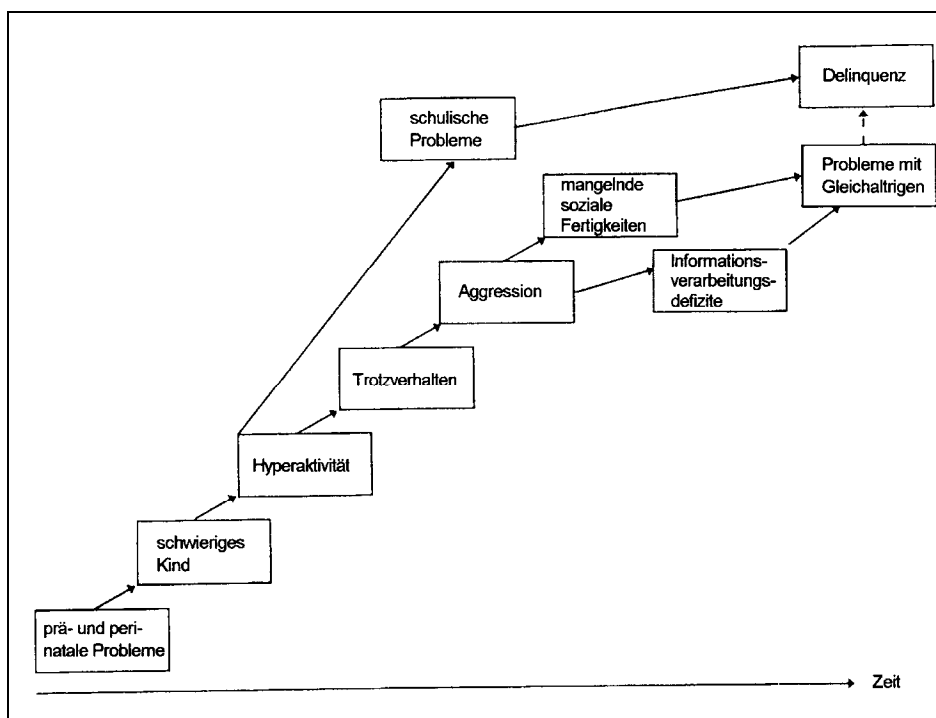 Delinquenz
schulische
Probleme
Probleme mit
Gleichaltrigen
mangelnde
soziale
Fertigkeiten
Informations-
verarbeitungs-
defizite
Aggression
Trotzverhalten
Hyperaktivität
schwieriges
Kind
prä- und peri-
natale Probleme
Zeit